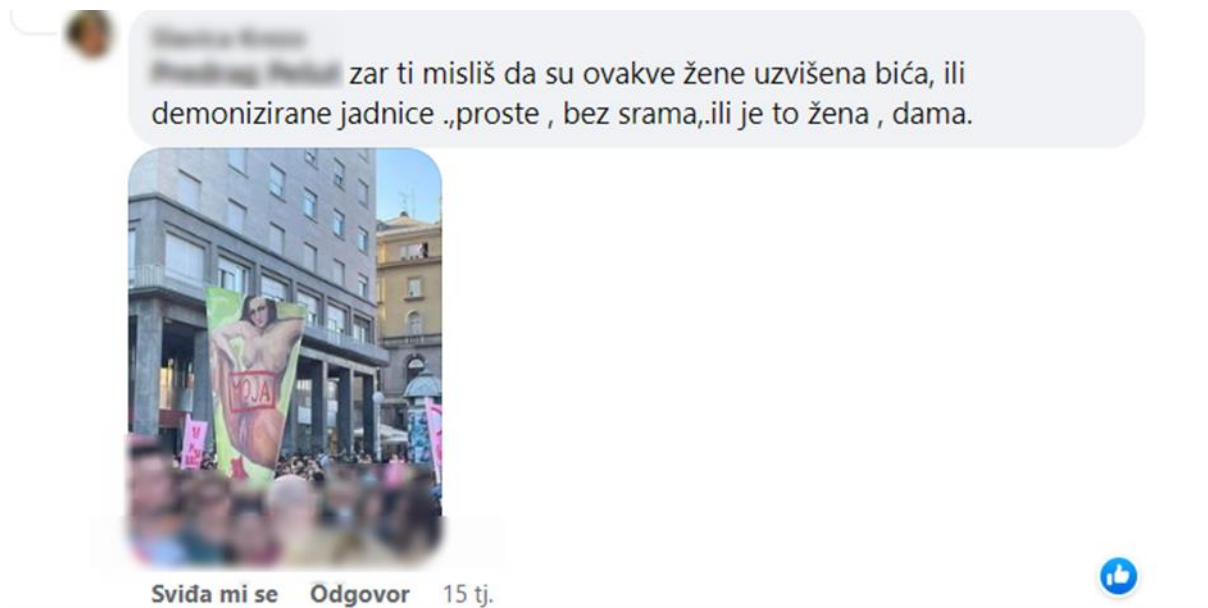 zar ti misliš da su ovakve žene uzvišena bića, ili
demonizirane jadnice .,proste , bez srama,.ili je to žena , dama.
MOJA
Sviđa mi se Odgovor 15 tj.